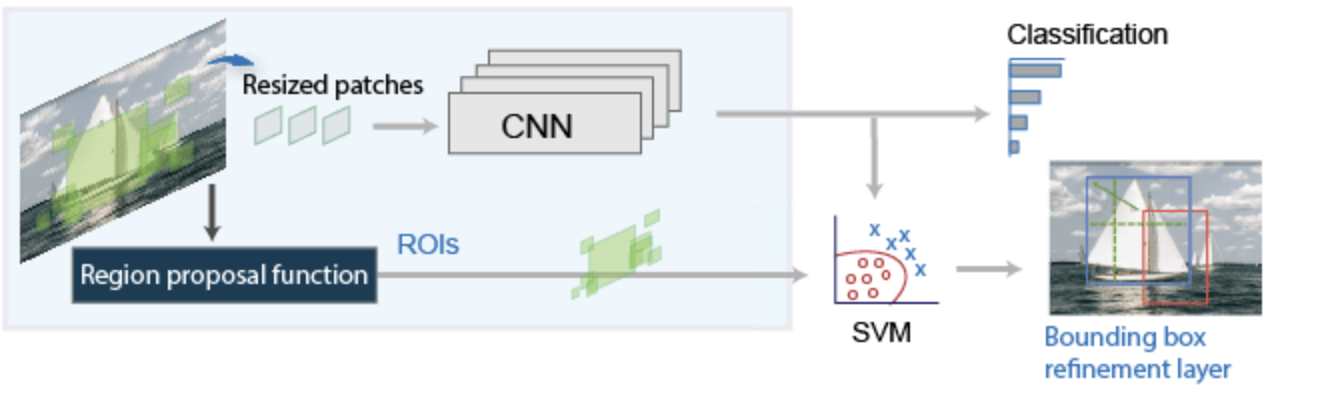 Classification
Resized patches
CNN
ROIs
Region proposal function
x x x x x
SVM
Bounding box
refinement layer